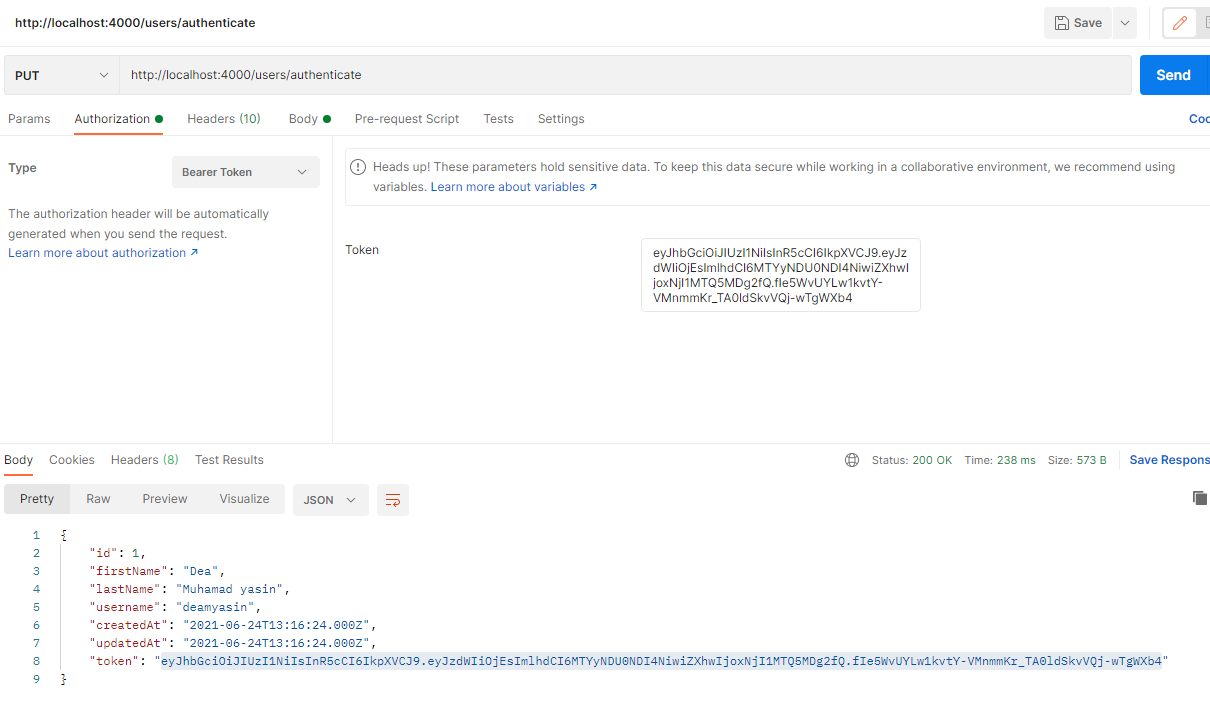 http://localhost:4000/users/authenticate
Save
PUT
http://localhost:4000/users/authenticate
Send
Params Authorization Headers (10) Body Pre-request Script Tests Settings
Type
Bearer Token
Heads up! These parameters hold sensitive data. To keep this data secure while working in a collaborative environment, we recommend using
variables. Learn more about variables ↗
The authorization header will be automatically
generated when you send the request.
Learn more about authorization ↗
Token
eyJhbGciOiJIUzI1NiIsInR5cCI6IkpXVCJ9.eyJz
dWIiOjEsImlhdCI6MTYyNDU0NDI4NiwiZXhwI
joxNjI1MTQ5MDg2fQ.fIe5WvUYLw1kvtY-
VMnmmKr_TA0ldSkvVQj-wTgWXb4
Body Cookies Headers (8) Test Results
Status: 200 OK Time: 238 ms Size: 573 B Save Respons
Pretty Raw Preview Visualize JSON
1 {
2 "id": 1,
3 "firstName": "Dea",
4 "lastName": "Muhamad yasin",
5 "username": "deamyasin",
6 "createdAt": "2021-06-24T13:16:24.000Z",
7 "updatedAt": "2021-06-24T13:16:24.000Z",
8 "token": "eyJhbGciOiJIUzI1NiIsInR5cCI6IkpXVCJ9.eyJzdWIiOjEsImlhdCI6MTYyNDU0NDI4NiwiZXhwIjoxNjI1MTQ5MDg2fQ.fIe5WvUYLw1kvtY-VMnmmKr_TA0ldSkvVQj-wTgWXb4"
9 }